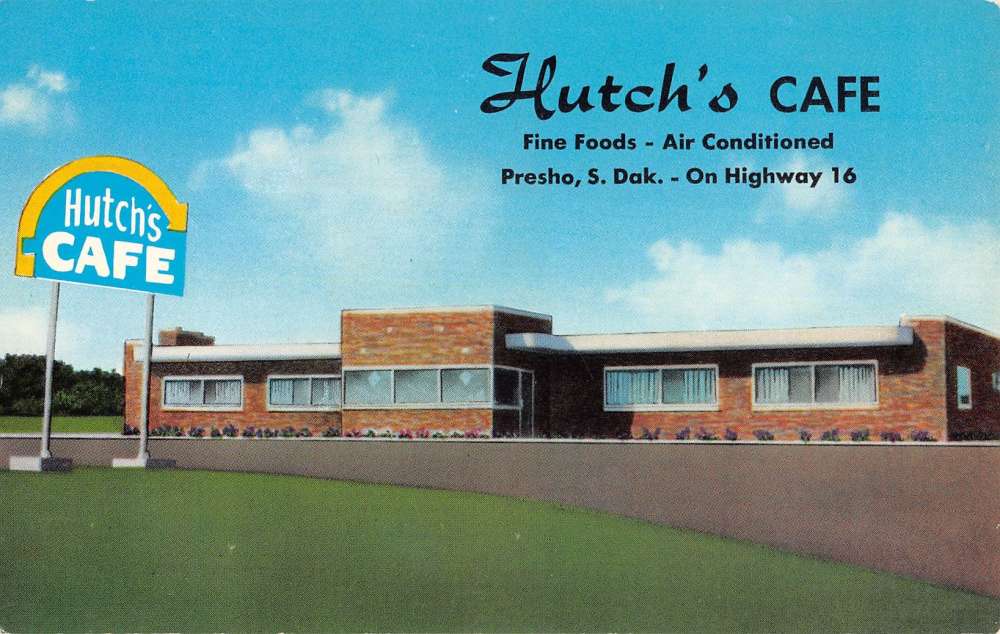 Hutch's CAFE
Fine Foods - Air Conditioned
Presho, S. Dak. - On Highway 16
Hutch's
CAFE